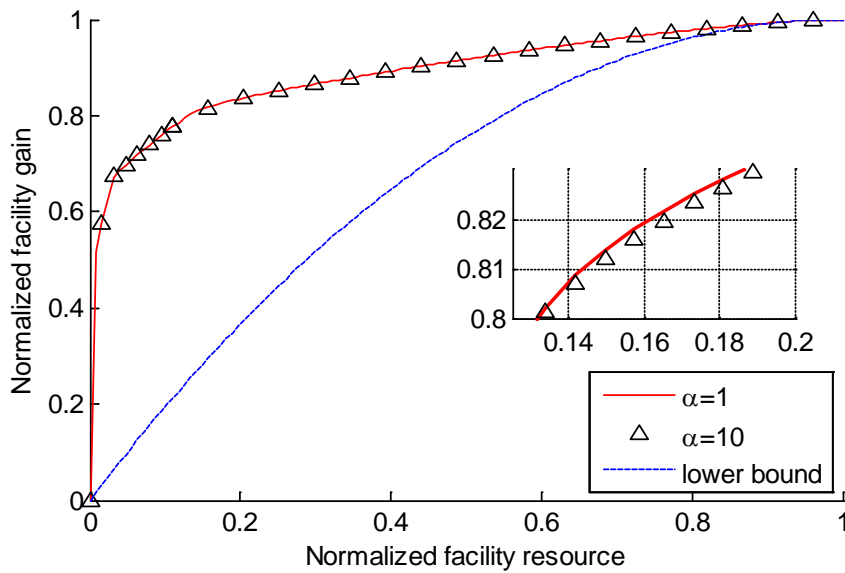 1
0.8
0.6
0.4
0.2
0
Normalized facility gain
0.82
0.81
0.8
0.14 0.16 0.18 0.2
α=1
α=10
lower bound
0 0.2 0.4 0.6 0.8 1
Normalized facility resource